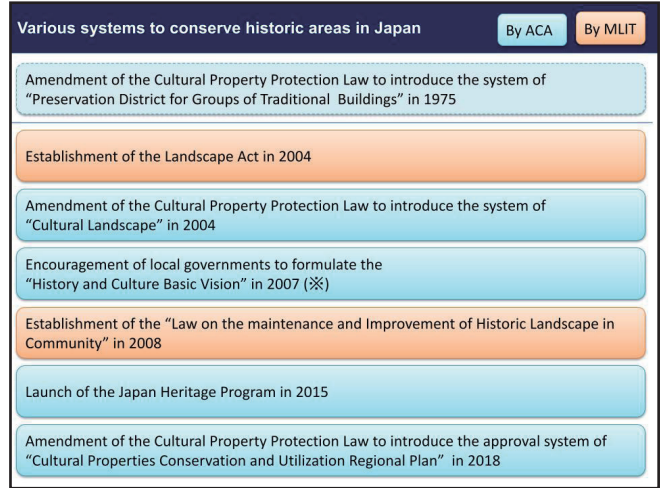 Various systems to conserve historic areas in Japan
By ACA
By MLIT
Amendment of the Cultural Property Protection Law to introduce the system of
“Preservation District for Groups of Traditional Buildings” in 1975
Establishment of the Landscape Act in 2004
Amendment of the Cultural Property Protection Law to introduce the system of
“Cultural Landscape” in 2004
Encouragement of local governments to formulate the
“History and Culture Basic Vision” in 2007 (※)
Establishment of the “Law on the maintenance and Improvement of Historic Landscape in
Community” in 2008
Launch of the Japan Heritage Program in 2015
Amendment of the Cultural Property Protection Law to introduce the approval system of
“Cultural Properties Conservation and Utilization Regional Plan” in 2018